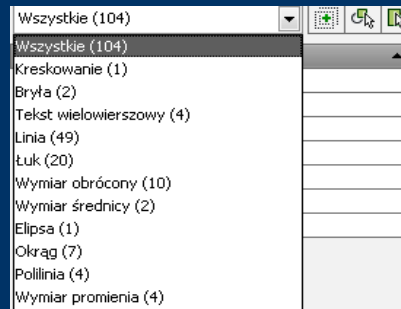 Wszystkie (104)
Wszystkie (104)
Kreskowanie (1)
Bryła (2)
Tekst wielowierszowy (4)
Linia (49)
Łuk (20)
Wymiar obrócony (10)
Wymiar średnicy (2)
Elipsa (1)
Okrąg (7)
Polilinia (4)
Wymiar promienia (4)